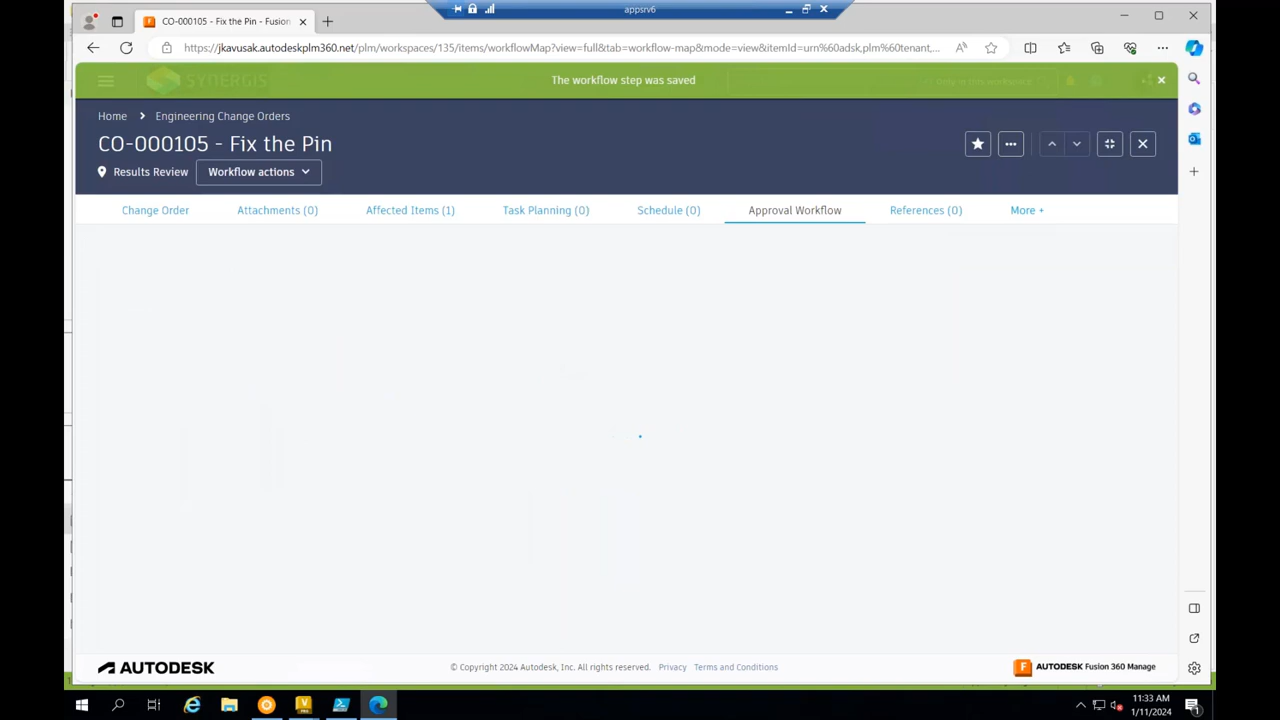 appsrv6
CO-000105 - Fix the Pin - Fusion
https://jkavusak.autodeskplm360.net/plm/workspaces/135/items/workflowMap?view=full&tab=workflow-map&mode=view&itemId=urn%60adsk,plm%60tenant,...
SYNERGIS
The workflow step was saved
Home > Engineering Change Orders
CO-000105 - Fix the Pin
Results Review Workflow actions
Change Order Attachments (0) Affected Items (1) Task Planning (0) Schedule (0) Approval Workflow References (0) More +
AUTODESK © Copyright 2024 Autodesk, Inc. All rights reserved. Privacy Terms and Conditions AUTODESK Fusion 360 Manage
11:33 AM
1/11/2024